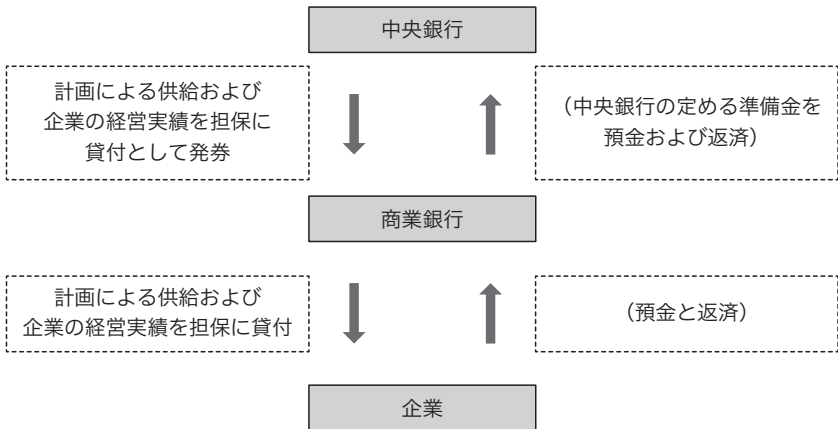 中央銀行
計画による供給および
企業の経営実績を担保に
貸付として発券
（中央銀行の定める準備金を
預金および返済）
商業銀行
計画による供給および
企業の経営実績を担保に貸付
（預金と返済）
企業